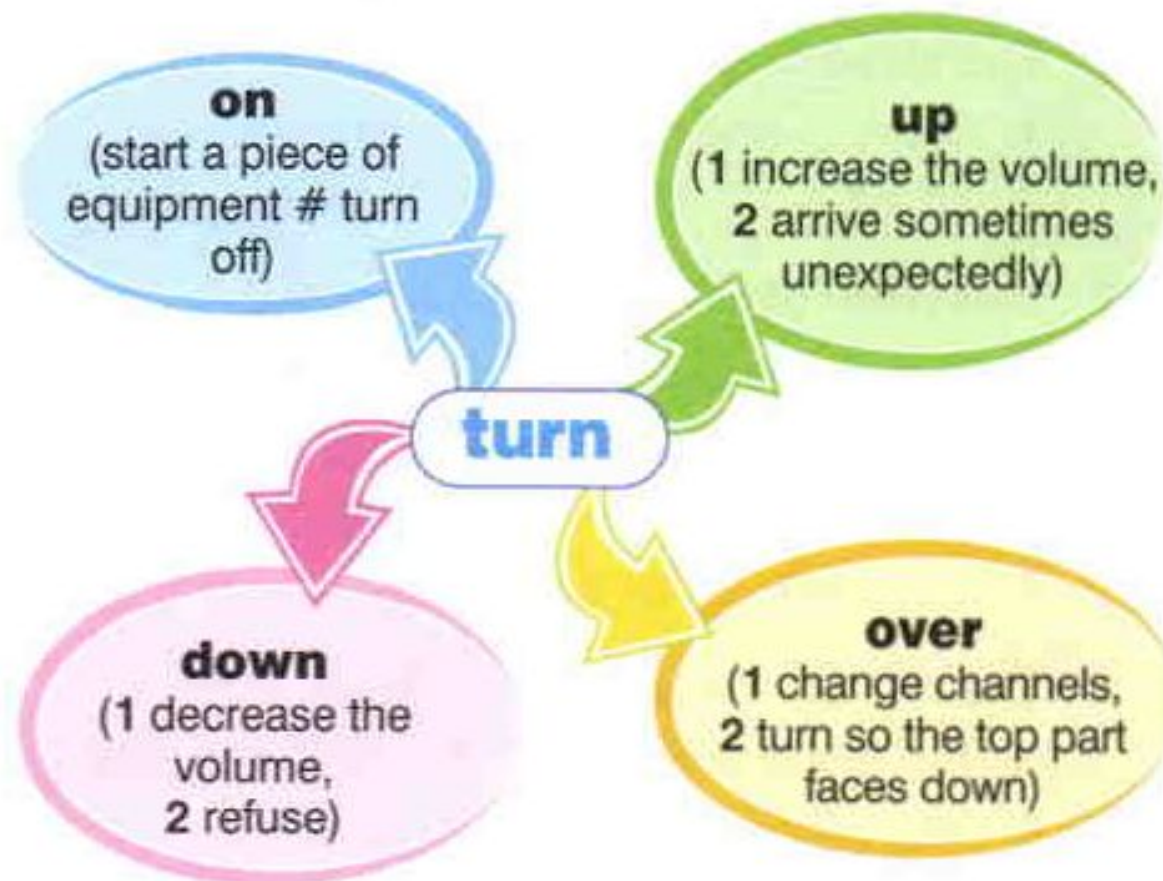 on
(start a piece of
equipment # turn
off)
up
(1 increase the volume,
2 arrive sometimes
unexpectedly)
turn
down
(1 decrease the
volume,
2 refuse)
over
(1 change channels,
2 turn so the top part
faces down)